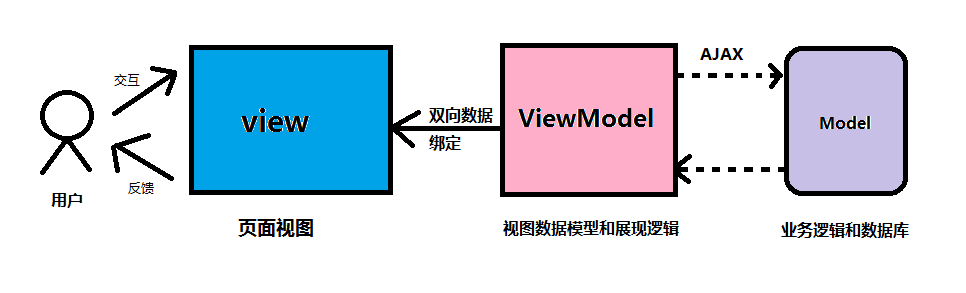 交互
反馈
用户
view
页面视图
双向数据
绑定
ViewModel
视图数据模型和展现逻辑
AJAX
Model
业务逻辑和数据库